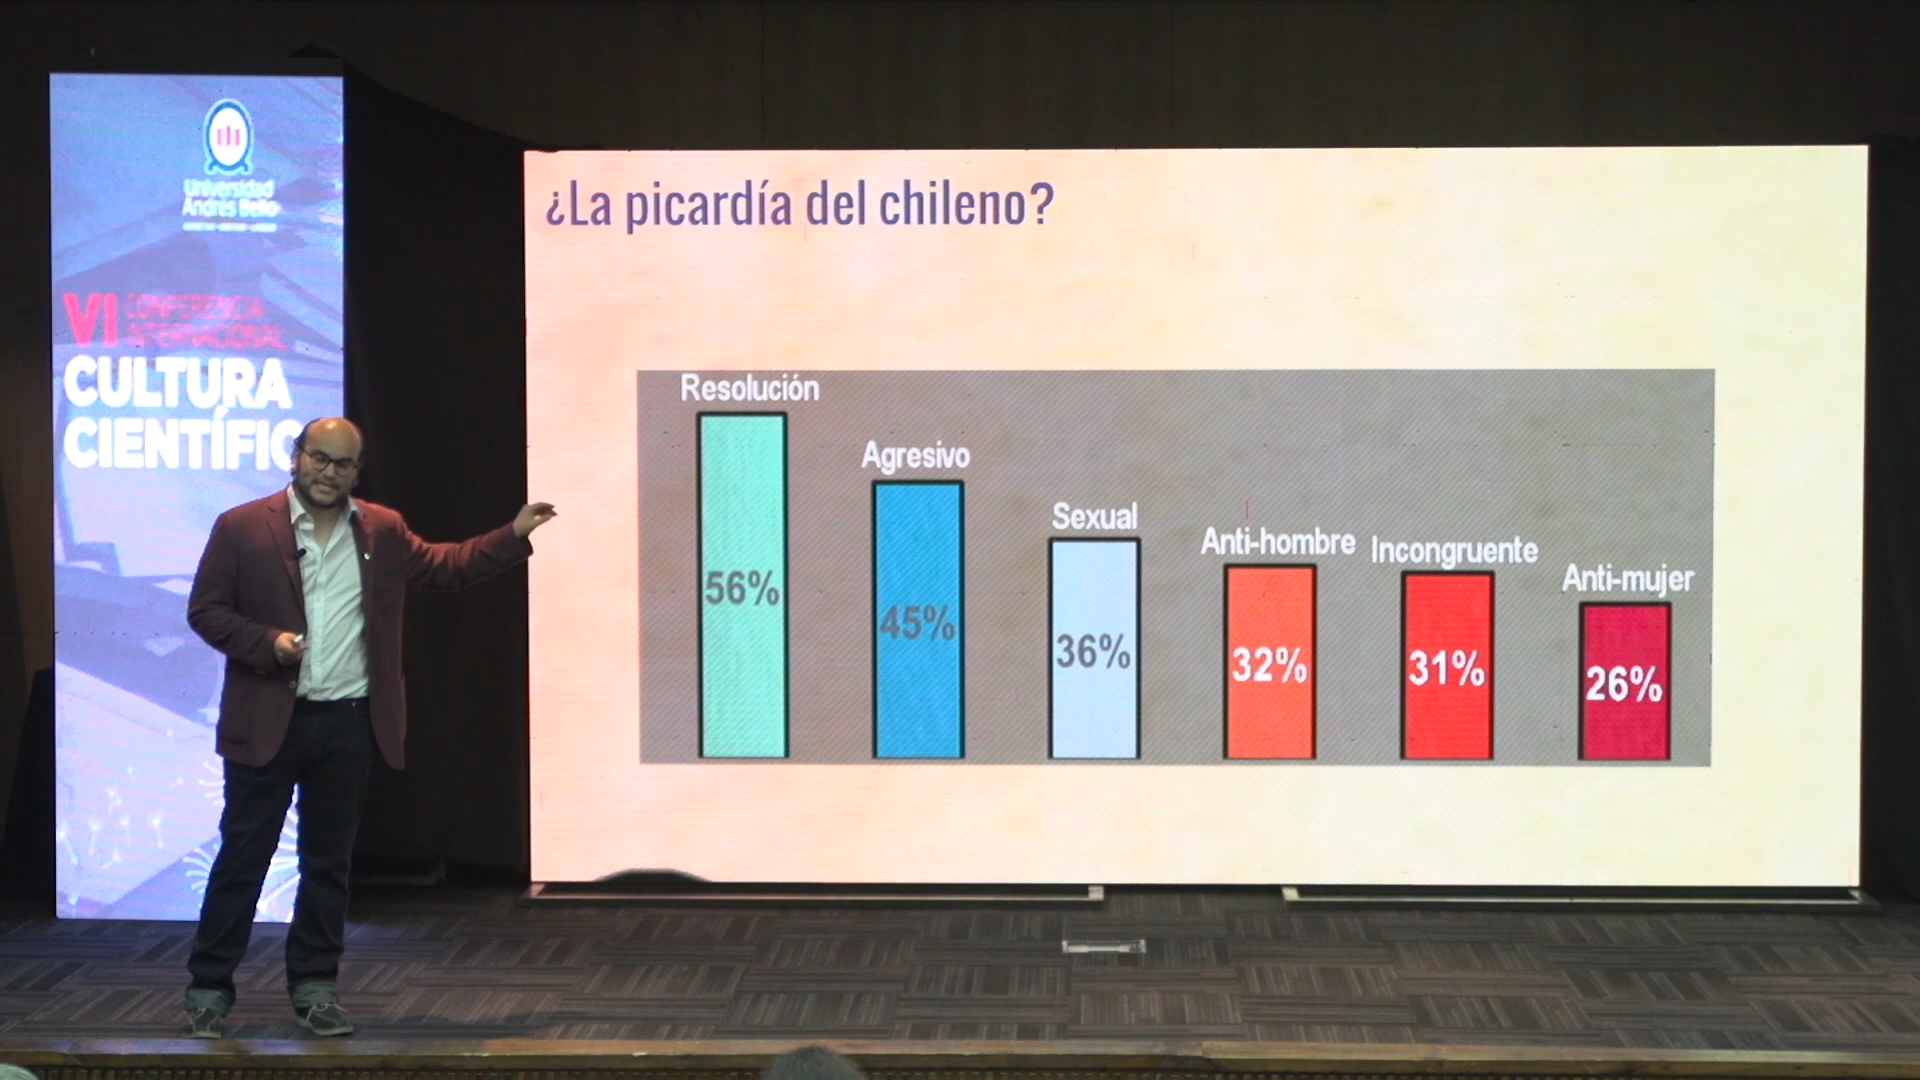 Universidad
Andrés Bello
VI CONFERENCIA
INTERNACIONAL
CULTURA
CIENTÍFIC
¿La picardía del chileno?
Resolución
Agresivo
Sexual
Anti-hombre
Incongruente
Anti-mujer
56%
45%
36%
32%
31%
26%